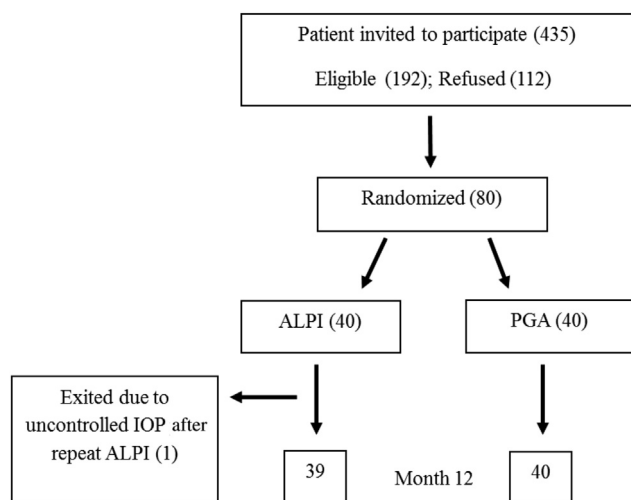 Patient invited to participate (435)
Eligible (192); Refused (112)
Randomized (80)
ALPI (40)
PGA (40)
Exited due to
uncontrolled IOP after
repeat ALPI (1)
39
Month 12
40